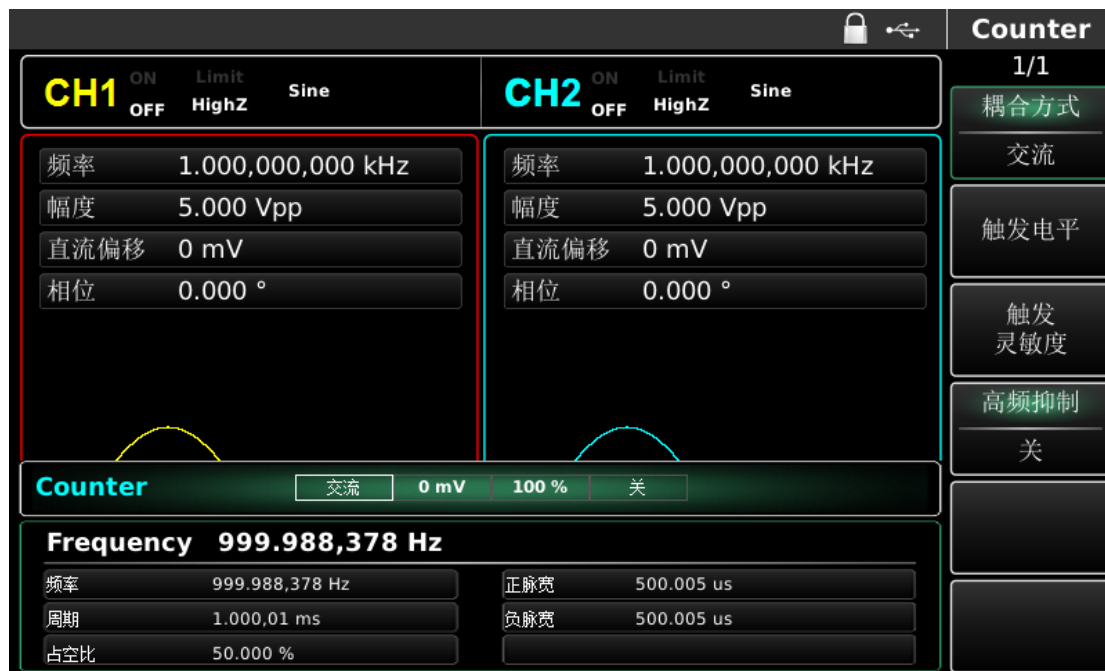 Counter
1/1
CH1
ON
OFF
Limit
HighZ
Sine
CH2
ON
OFF
Limit
HighZ
Sine
频率 1.000,000,000 kHz
幅度 5.000 Vpp
直流偏移 0 mV
相位 0.000 °
频率 1.000,000,000 kHz
幅度 5.000 Vpp
直流偏移 0 mV
相位 0.000 °
耦合方式
交流
触发电平
触发
灵敏度
高频抑制
关
Counter 交流 0 mV 100 % 关
Frequency 999.988,378 Hz
频率 999.988,378 Hz
周期 1.000,01 ms
占空比 50.000 %
正脉宽 500.005 us
负脉宽 500.005 us